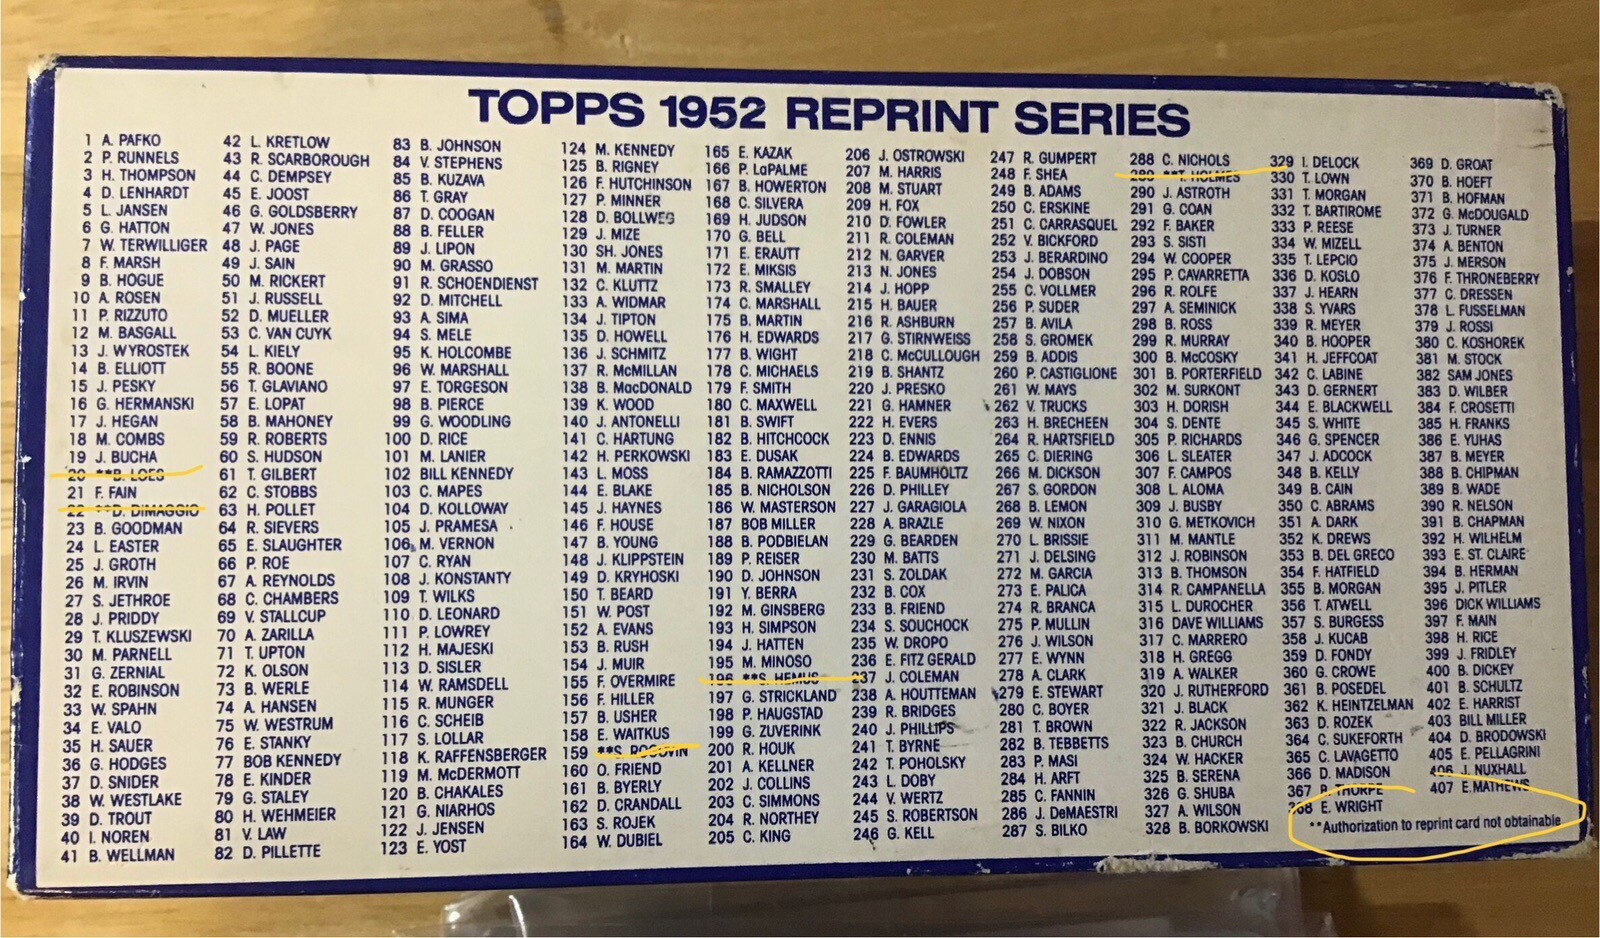 TOPPS 1952 REPRINT SERIES
1 A. PAFKO
2 P. RUNNELS
3 H. THOMPSON
4 D. LENHARDT
5 L. JANSEN
6 G. HATTON
7 W. TERWILLIGER
8 F. MARSH
9 B. HOGUE
10 A. ROSEN
11 P. RIZZUTO
12 M. BASGALL
13 J. WYROSTEK
14 B. ELLIOTT
15 J. PESKY
16 G. HERMANSKI
17 J. HEGAN
18 M. COMBS
19 J. BUCHA
20 **B. LOES
21 F. FAIN
22 **D. DIMAGGIO
23 B. GOODMAN
24 L. EASTER
25 J. GROTH
26 M. IRVIN
27 S. JETHROE
28 J. PRIDDY
29 T. KLUSZEWSKI
30 M. PARNELL
31 G. ZERNIAL
32 E. ROBINSON
33 W. SPAHN
34 E. VALO
35 H. SAUER
36 G. HODGES
37 D. SNIDER
38 W. WESTLAKE
39 D. TROUT
40 I. NOREN
41 B. WELLMAN
42 L. KRETLOW
43 R. SCARBOROUGH
44 C. DEMPSEY
45 E. JOOST
46 G. GOLDSBERRY
47 W. JONES
48 J. PAGE
49 J. SAIN
50 M. RICKERT
51 J. RUSSELL
52 D. MUELLER
53 C. VAN CUYK
54 L. KIELY
55 R. BOONE
56 T. GLAVIANO
57 E. LOPAT
58 B. MAHONEY
59 R. ROBERTS
60 S. HUDSON
61 T. GILBERT
62 C. STOBBS
63 H. POLLET
64 R. SIEVERS
65 E. SLAUGHTER
66 P. ROE
67 A. REYNOLDS
68 C. CHAMBERS
69 V. STALLCUP
70 A. ZARILLA
71 T. UPTON
72 K. OLSON
73 B. WERLE
74 A. HANSEN
75 W. WESTRUM
76 E. STANKY
77 BOB KENNEDY
78 E. KINDER
79 G. STALEY
80 H. WEHMEIER
81 V. LAW
82 D. PILLETTE
83 B. JOHNSON
84 V. STEPHENS
85 B. KUZAVA
86 T. GRAY
87 D. COOGAN
88 B. FELLER
89 J. LIPON
90 M. GRASSO
91 R. SCHOENDIENST
92 D. MITCHELL
93 A. SIMA
94 S. MELE
95 K. HOLCOMBE
96 W. MARSHALL
97 E. TORGESON
98 B. PIERCE
99 G. WOODLING
100 D. RICE
101 M. LANIER
102 BILL KENNEDY
103 C. MAPES
104 D. KOLLOWAY
105 J. PRAMESA
106 M. VERNON
107 C. RYAN
108 J. KONSTANTY
109 T. WILKS
110 D. LEONARD
111 P. LOWREY
112 H. MAJESKI
113 D. SISLER
114 W. RAMSDELL
115 R. MUNGER
116 C. SCHEIB
117 S. LOLLAR
118 K. RAFFENSBERGER
119 M. McDERMOTT
120 B. CHAKALES
121 G. NIARHOS
122 J. JENSEN
123 E. YOST
124 M. KENNEDY
125 B. RIGNEY
126 F. HUTCHINSON
127 P. MINNER
128 D. BOLLWEG
129 J. MIZE
130 SH. JONES
131 M. MARTIN
132 C. KLUTTZ
133 A. WIDMAR
134 J. TIPTON
135 D. HOWELL
136 J. SCHMITZ
137 R. McMILLAN
138 B. MacDONALD
139 K. WOOD
140 J. ANTONELLI
141 C. HARTUNG
142 H. PERKOWSKI
143 L. MOSS
144 E. BLAKE
145 J. HAYNES
146 F. HOUSE
147 B. YOUNG
148 J. KLIPPSTEIN
149 D. KRYHOSKI
150 T. BEARD
151 W. POST
152 A. EVANS
153 B. RUSH
154 J. MUIR
155 F. OVERMIRE
156 F. HILLER
157 B. USHER
158 E. WAITKUS
159 **S. ROGOVIN
160 O. FRIEND
161 B. BYERLY
162 D. CRANDALL
163 S. ROJEK
164 W. DUBIEL
165 E. KAZAK
166 P. LaPALME
167 B. HOWERTON
168 C. SILVERA
169 H. JUDSON
170 G. BELL
171 E. ERAUTT
172 E. MIKSIS
173 R. SMALLEY
174 C. MARSHALL
175 B. MARTIN
176 H. EDWARDS
177 B. WIGHT
178 C. MICHAELS
179 F. SMITH
180 C. MAXWELL
181 B. SWIFT
182 B. HITCHCOCK
183 E. DUSAK
184 B. RAMAZZOTTI
185 B. NICHOLSON
186 W. MASTERSON
187 BOB MILLER
188 B. PODBIELAN
189 P. REISER
190 D. JOHNSON
191 Y. BERRA
192 M. GINSBERG
193 H. SIMPSON
194 J. HATTEN
195 M. MINOSO
196 **S. HEMUS
197 G. STRICKLAND
198 P. HAUGSTAD
199 G. ZUVERINK
200 R. HOUK
201 A. KELLNER
202 J. COLLINS
203 C. SIMMONS
204 R. NORTHEY
205 C. KING
206 J. OSTROWSKI
207 M. HARRIS
208 M. STUART
209 H. FOX
210 D. FOWLER
211 R. COLEMAN
212 N. GARVER
213 N. JONES
214 J. HOPP
215 H. BAUER
216 R. ASHBURN
217 G. STIRNWEISS
218 C. McCULLOUGH
219 B. SHANTZ
220 J. PRESKO
221 G. HAMNER
222 H. EVERS
223 D. ENNIS
224 B. EDWARDS
225 F. BAUMHOLTZ
226 D. PHILLEY
227 J. GARAGIOLA
228 A. BRAZLE
229 G. BEARDEN
230 M. BATTS
231 S. ZOLDAK
232 B. COX
233 B. FRIEND
234 S. SOUCHOCK
235 W. DROPO
236 E. FITZ GERALD
237 J. COLEMAN
238 A. HOUTTEMAN
239 R. BRIDGES
240 J. PHILLIPS
241 T. BYRNE
242 T. POHOLSKY
243 L. DOBY
244 V. WERTZ
245 S. ROBERTSON
246 G. KELL
247 R. GUMPERT
248 F. SHEA
249 B. ADAMS
250 C. ERSKINE
251 C. CARRASQUEL
252 V. BICKFORD
253 J. BERARDINO
254 J. DOBSON
255 C. VOLLMER
256 P. SUDER
257 B. AVILA
258 S. GROMEK
259 B. ADDIS
260 P. CASTIGLIONE
261 W. MAYS
262 V. TRUCKS
263 H. BRECHEEN
264 R. HARTSFIELD
265 C. DIERING
266 M. DICKSON
267 S. GORDON
268 B. LEMON
269 W. NIXON
270 L. BRISSIE
271 J. DELSING
272 M. GARCIA
273 E. PALICA
274 R. BRANCA
275 P. MULLIN
276 J. WILSON
277 E. WYNN
278 A. CLARK
279 E. STEWART
280 C. BOYER
281 T. BROWN
282 B. TEBBETTS
283 P. MASI
284 H. ARFT
285 C. FANNIN
286 J. DeMAESTRI
287 S. BILKO
288 C. NICHOLS
289 **T. HOLMES
290 J. ASTROTH
291 G. COAN
292 F. BAKER
293 S. SISTI
294 W. COOPER
295 P. CAVARRETTA
296 R. ROLFE
297 A. SEMINICK
298 B. ROSS
299 R. MURRAY
300 B. McCOSKY
301 B. PORTERFIELD
302 M. SURKONT
303 H. DORISH
304 S. DENTE
305 P. RICHARDS
306 L. SLEATER
307 F. CAMPOS
308 L. ALOMA
309 J. BUSBY
310 G. METKOVICH
311 M. MANTLE
312 J. ROBINSON
313 B. THOMSON
314 R. CAMPANELLA
315 L. DUROCHER
316 DAVE WILLIAMS
317 C. MARRERO
318 H. GREGG
319 A. WALKER
320 J. RUTHERFORD
321 J. BLACK
322 R. JACKSON
323 B. CHURCH
324 W. HACKER
325 B. SERENA
326 G. SHUBA
327 A. WILSON
328 B. BORKOWSKI
329 I. DELOCK
330 T. LOWN
331 T. MORGAN
332 T. BARTIROME
333 P. REESE
334 W. MIZELL
335 T. LEPCIO
336 D. KOSLO
337 J. HEARN
338 S. YVARS
339 R. MEYER
340 B. HOOPER
341 H. JEFFCOAT
342 C. LABINE
343 D. GERNERT
344 E. BLACKWELL
345 S. WHITE
346 G. SPENCER
347 J. ADCOCK
348 B. KELLY
349 B. CAIN
350 C. ABRAMS
351 A. DARK
352 K. DREWS
353 B. DEL GRECO
354 F. HATFIELD
355 B. MORGAN
356 T. ATWELL
357 S. BURGESS
358 J. KUCAB
359 D. FONDY
360 G. CROWE
361 B. POSEDEL
362 K. HEINTZELMAN
363 D. ROZEK
364 C. SUKEFORTH
365 C. LAVAGETTO
366 D. MADISON
367 B. THORPE
368 E. WRIGHT
369 D. GROAT
370 B. HOEFT
371 B. HOFMAN
372 G. McDOUGALD
373 J. TURNER
374 A. BENTON
375 J. MERSON
376 F. THRONEBERRY
377 C. DRESSEN
378 L. FUSSELMAN
379 J. ROSSI
380 C. KOSHOREK
381 M. STOCK
382 SAM JONES
383 D. WILBER
384 F. CROSETTI
385 H. FRANKS
386 E. YUHAS
387 B. MEYER
388 B. CHIPMAN
389 B. WADE
390 R. NELSON
391 B. CHAPMAN
392 H. WILHELM
393 E. ST. CLAIRE
394 B. HERMAN
395 J. PITLER
396 DICK WILLIAMS
397 F. MAIN
398 H. RICE
399 J. FRIDLEY
400 B. DICKEY
401 B. SCHULTZ
402 E. HARRIST
403 BILL MILLER
404 D. BRODOWSKI
405 E. PELLAGRINI
406 J. NUXHALL
407 E. MATHEWS
**Authorization to reprint card not obtainable